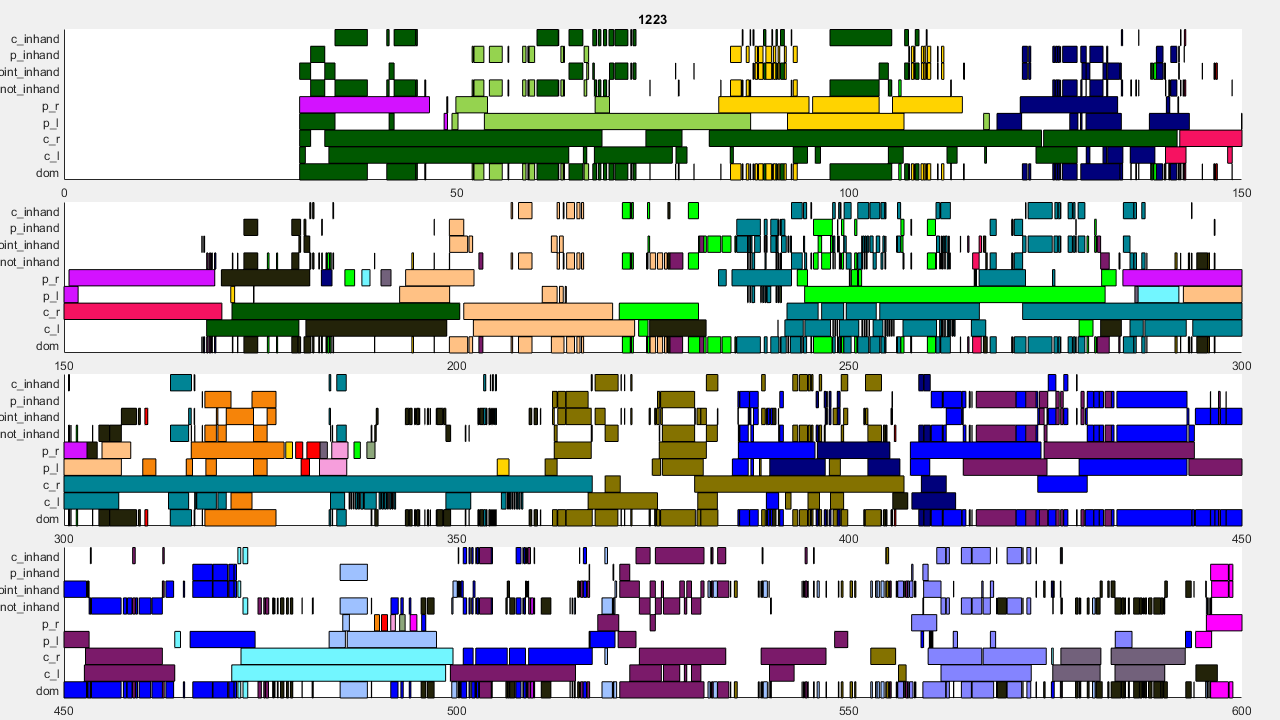 1223
c_inhand
p_inhand
oint_inhand
not_inhand
p_r
p_l
c_r
c_l
dom
0 50 100 150
c_inhand
p_inhand
oint_inhand
not_inhand
p_r
p_l
c_r
c_l
dom
150 200 250 300
c_inhand
p_inhand
oint_inhand
not_inhand
p_r
p_l
c_r
c_l
dom
300 350 400 450
c_inhand
p_inhand
oint_inhand
not_inhand
p_r
p_l
c_r
c_l
dom
450 500 550 600